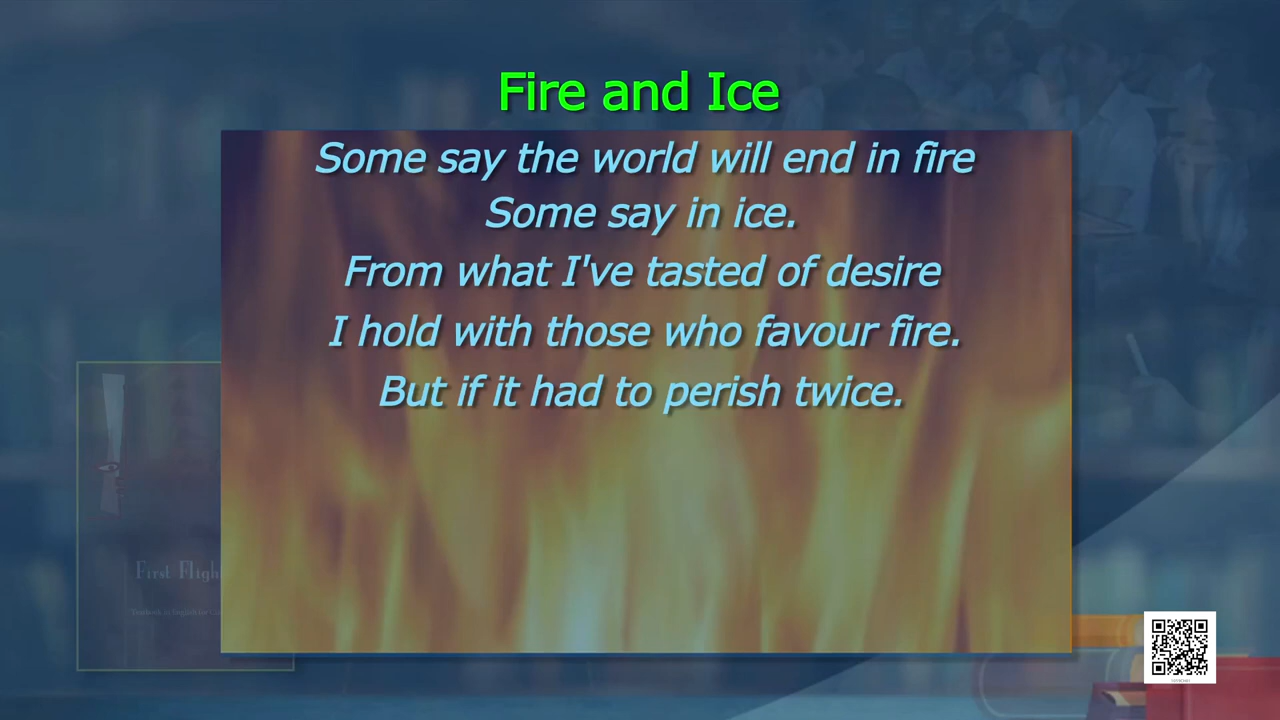 Fire and Ice
Some say the world will end in fire
Some say in ice.
From what I've tasted of desire
I hold with those who favour fire.
But if it had to perish twice.
First Fligh